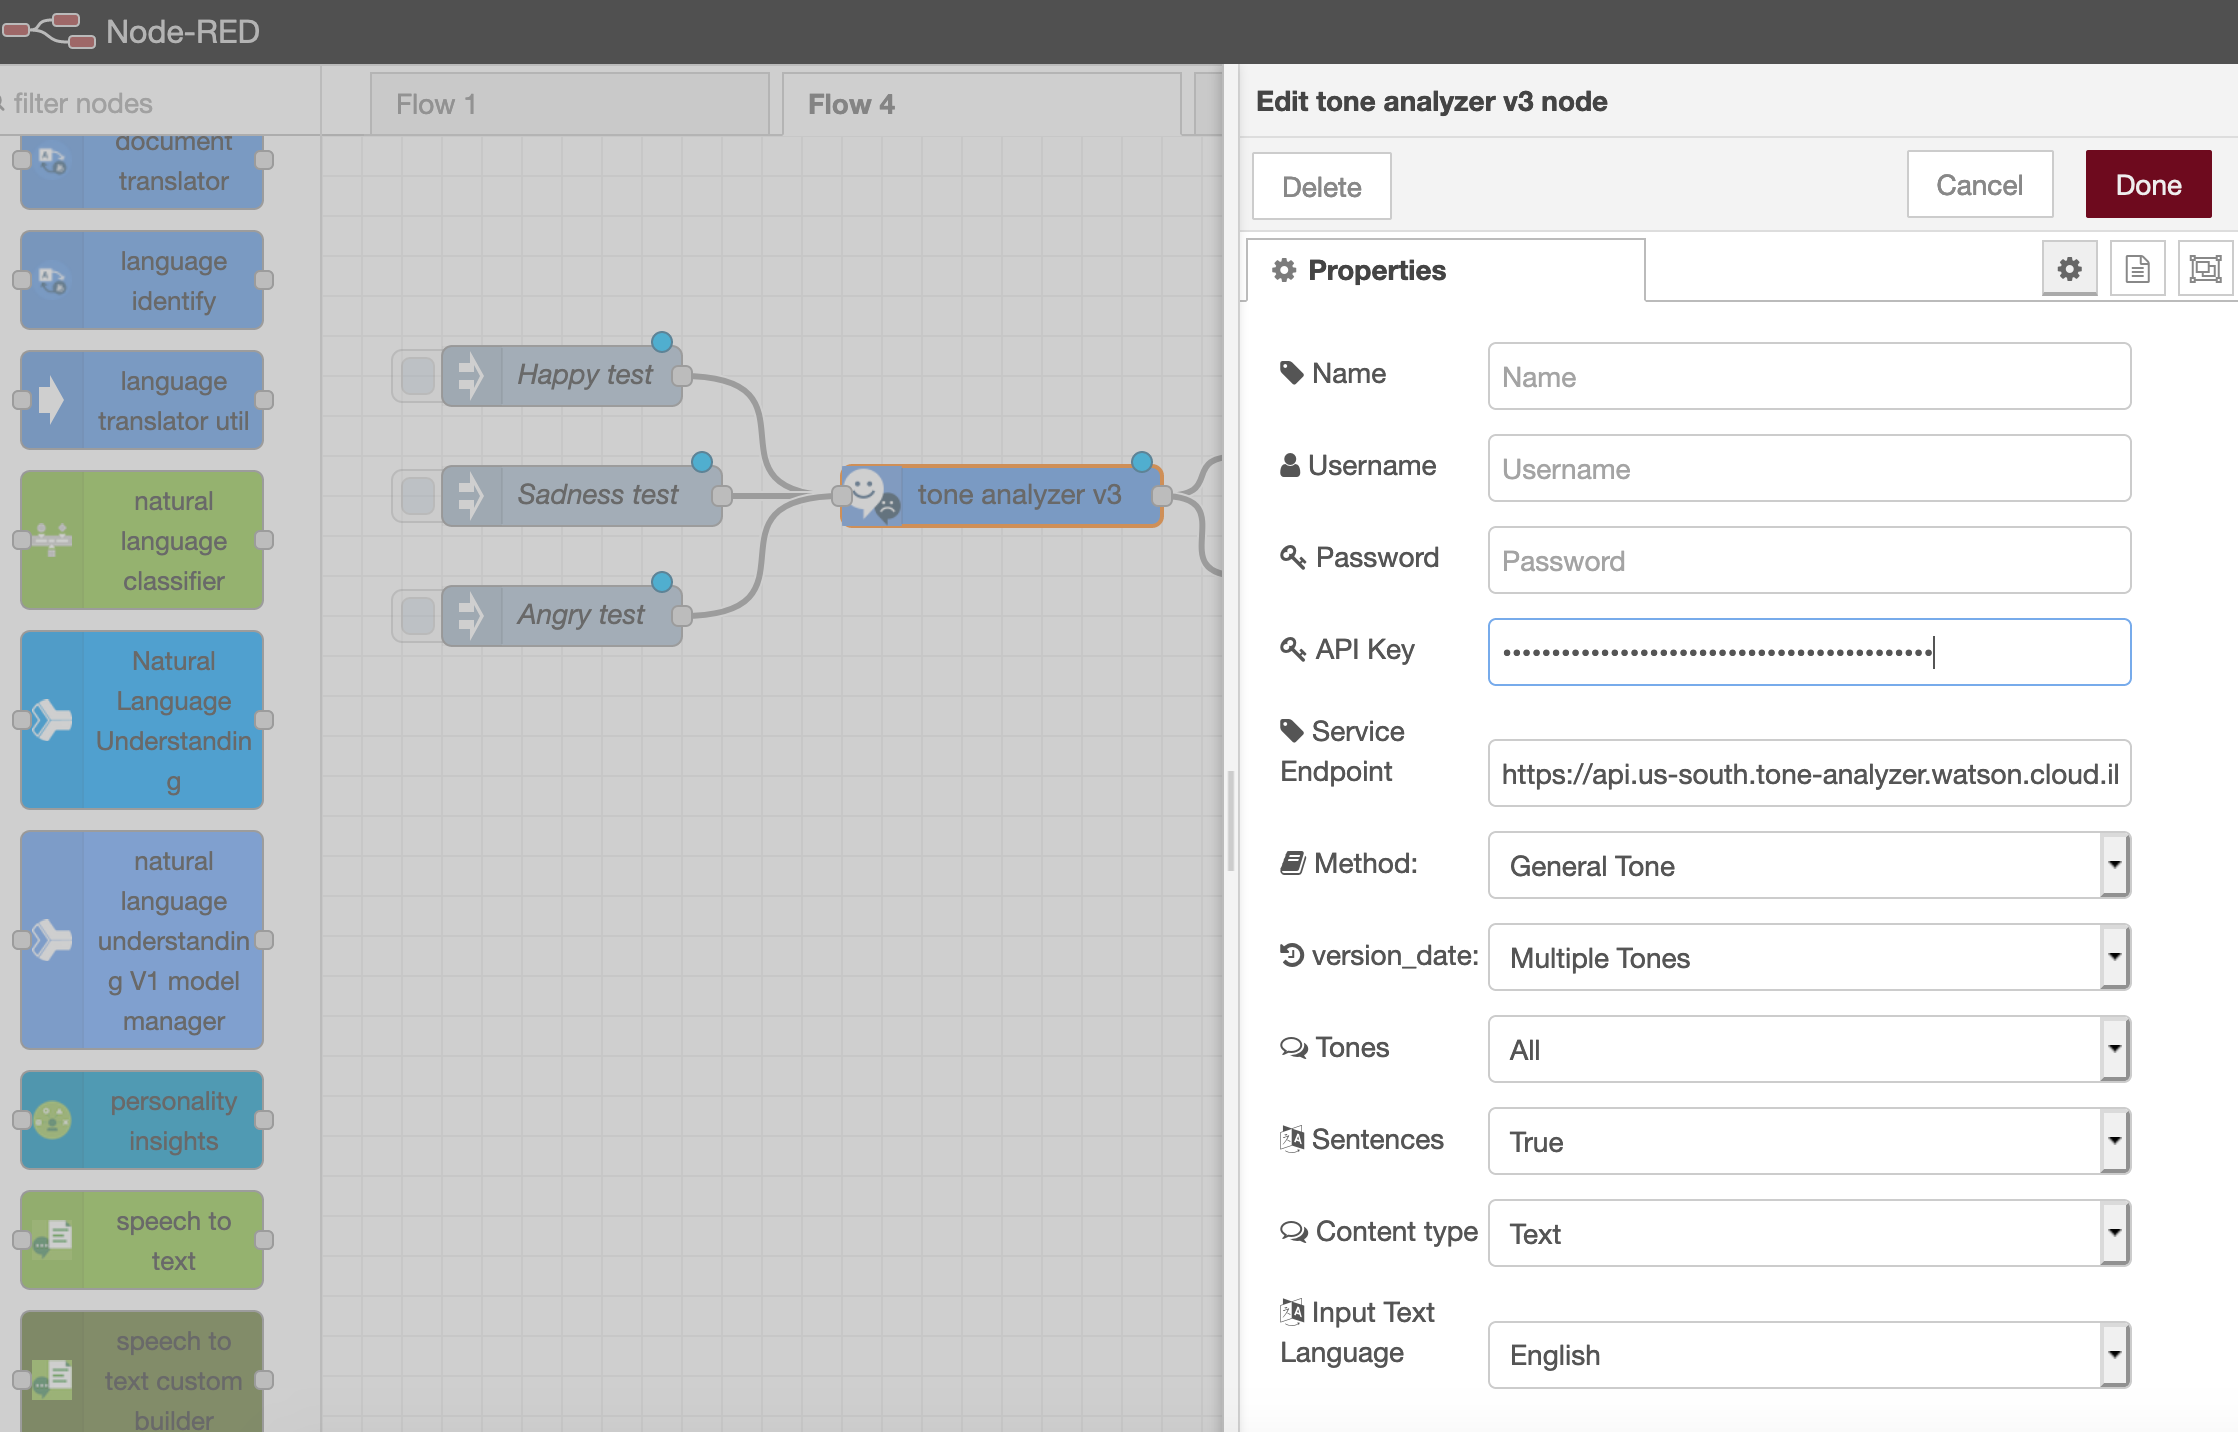 Node-RED
filter nodes
Flow 1
Flow 4
document
translator
language
identify
language
translator util
natural
language
classifier
Natural
Language
Understandin
g
natural
language
understandin
g V1 model
manager
personality
insights
speech to
text
speech to
text custom
builder
Happy test
Sadness test
Angry test
tone analyzer v3
Edit tone analyzer v3 node
Delete
Cancel
Done
Properties
Name
Name
Username
Username
Password
Password
API Key
Service
Endpoint
https://api.us-south.tone-analyzer.watson.cloud.il
Method:
General Tone
version_date:
Multiple Tones
Tones
All
Sentences
True
Content type
Text
Input Text
Language
English